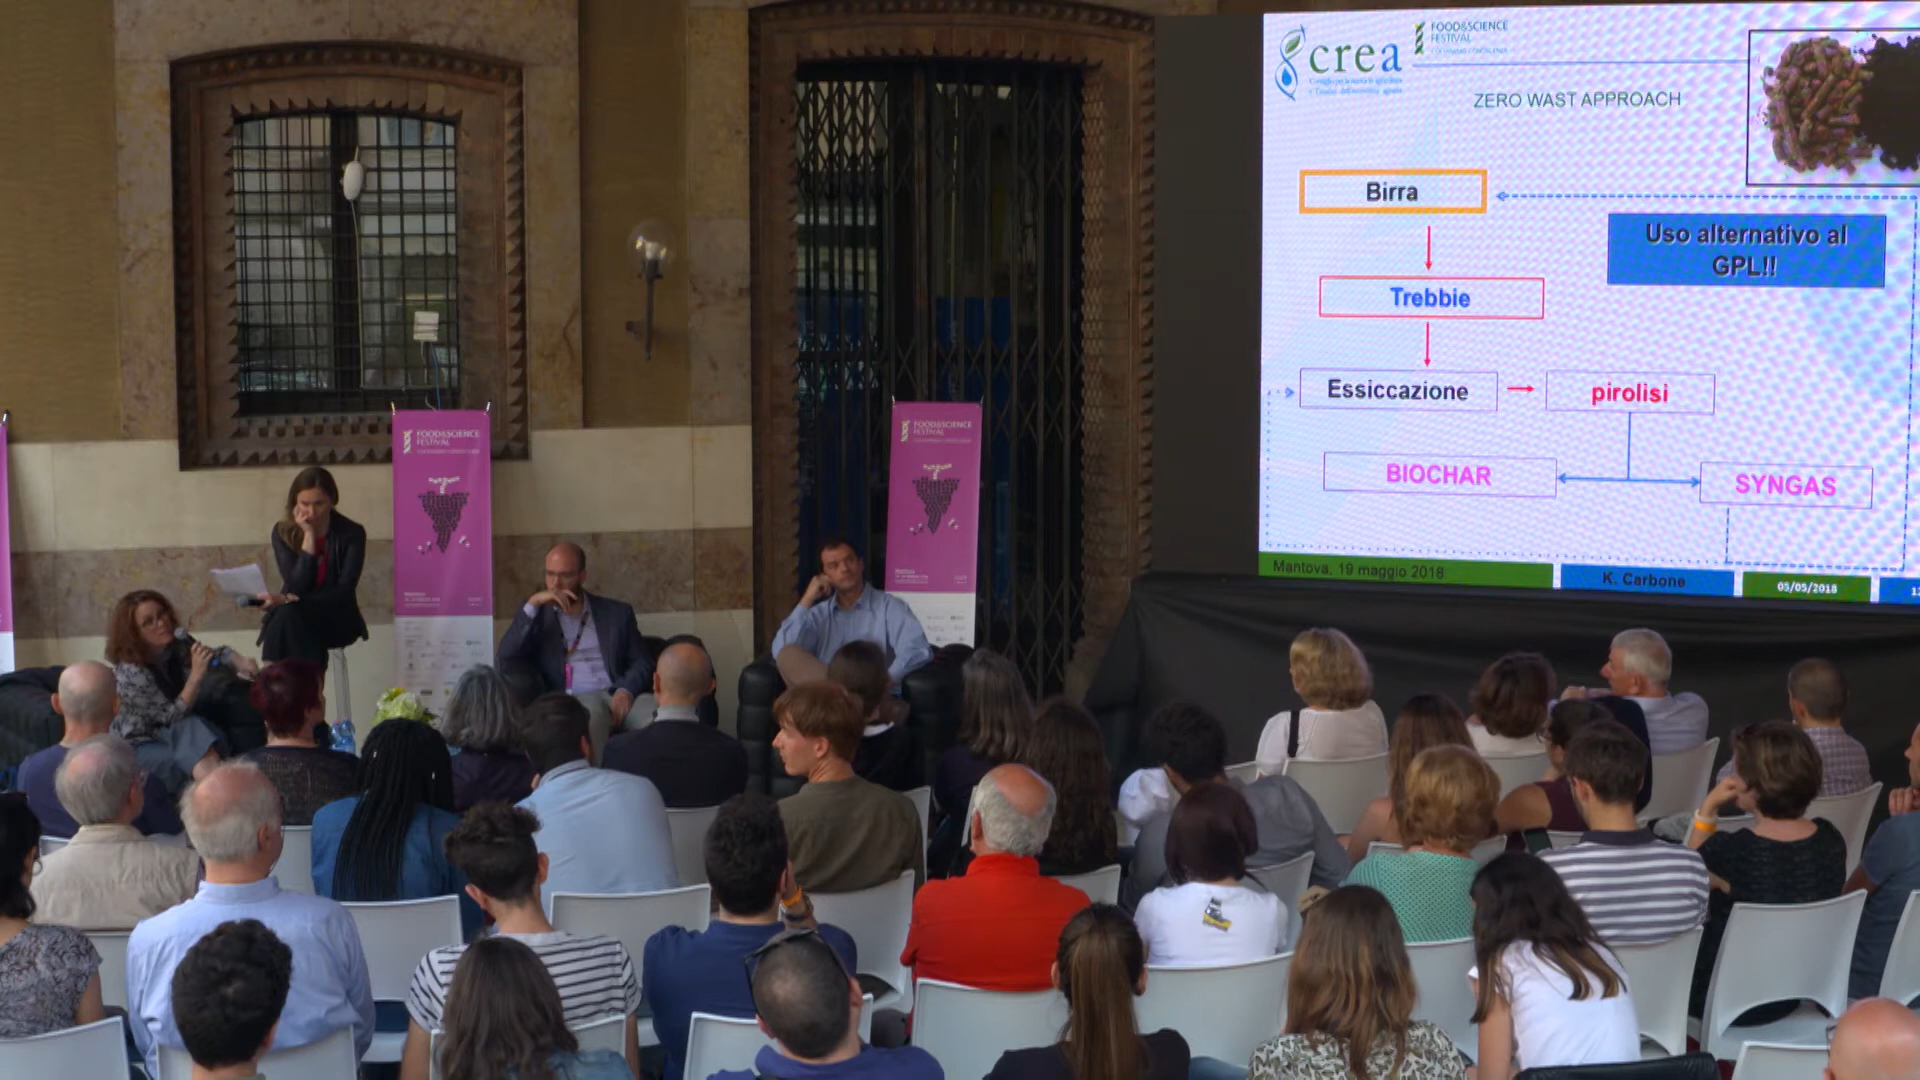 crea
FOOD&SCIENCE
FESTIVAL
ZERO WAST APPROACH
Birra
Uso alternativo al
GPL!!
Trebbie
Essiccazione
pirolisi
BIOCHAR
SYNGAS
Mantova, 19 maggio 2018
K. Carbone
05/05/2018
FOOD&SCIENCE
FESTIVAL
FOOD&SCIENCE
FESTIVAL